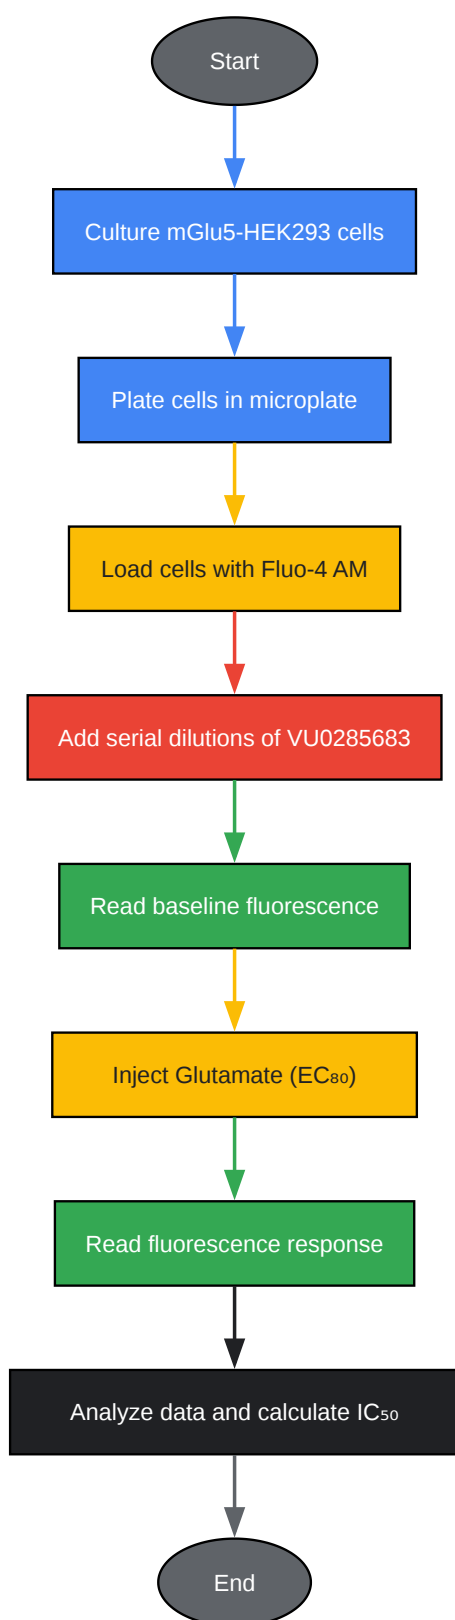 Start
Culture mGlu5-HEK293 cells
Plate cells in microplate
Load cells with Fluo-4 AM
Add serial dilutions of VU0285683
Read baseline fluorescence
Inject Glutamate (EC₈₀)
Read fluorescence response
Analyze data and calculate IC₅₀
End